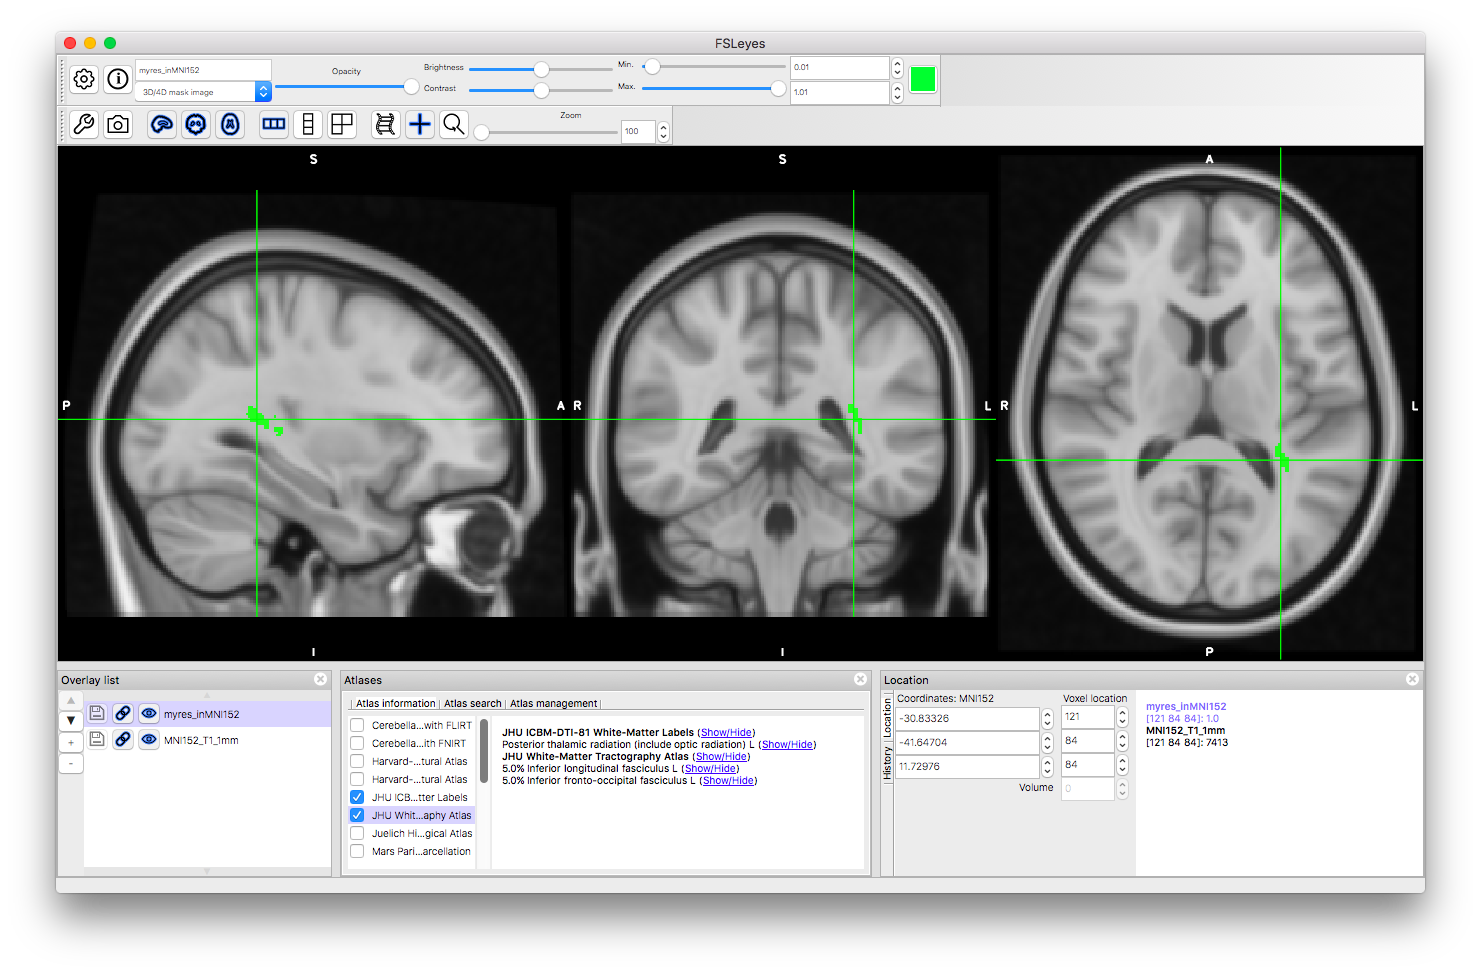 FSLeyes
myres_inMNI152
3D/4D mask image
Opacity
Brightness
Contrast
Min.
Max.
0.01
1.01
Zoom
100
S
S
A
P
A
R
L
R
L
I
I
P
Overlay list
myres_inMNI152
MNI152_T1_1mm
+
-
Atlases
Atlas information
Atlas search
Atlas management
Cerebella...with FLIRT
Cerebella...ith FNIRT
Harvard-...tural Atlas
Harvard-...tural Atlas
JHU ICB...tter Labels
JHU Whit...aphy Atlas
Juelich Hi...gical Atlas
Mars Pari...arcellation
JHU ICBM-DTI-81 White-Matter Labels (Show/Hide)
Posterior thalamic radiation (include optic radiation) L (Show/Hide)
JHU White-Matter Tractography Atlas (Show/Hide)
5.0% Inferior longitudinal fasciculus L (Show/Hide)
5.0% Inferior fronto-occipital fasciculus L (Show/Hide)
Location
Location
History
Coordinates: MNI152
-30.83326
-41.64704
11.72976
Voxel location
121
84
84
Volume
0
myres_inMNI152
[121 84 84]: 1.0
MNI152_T1_1mm
[121 84 84]: 7413